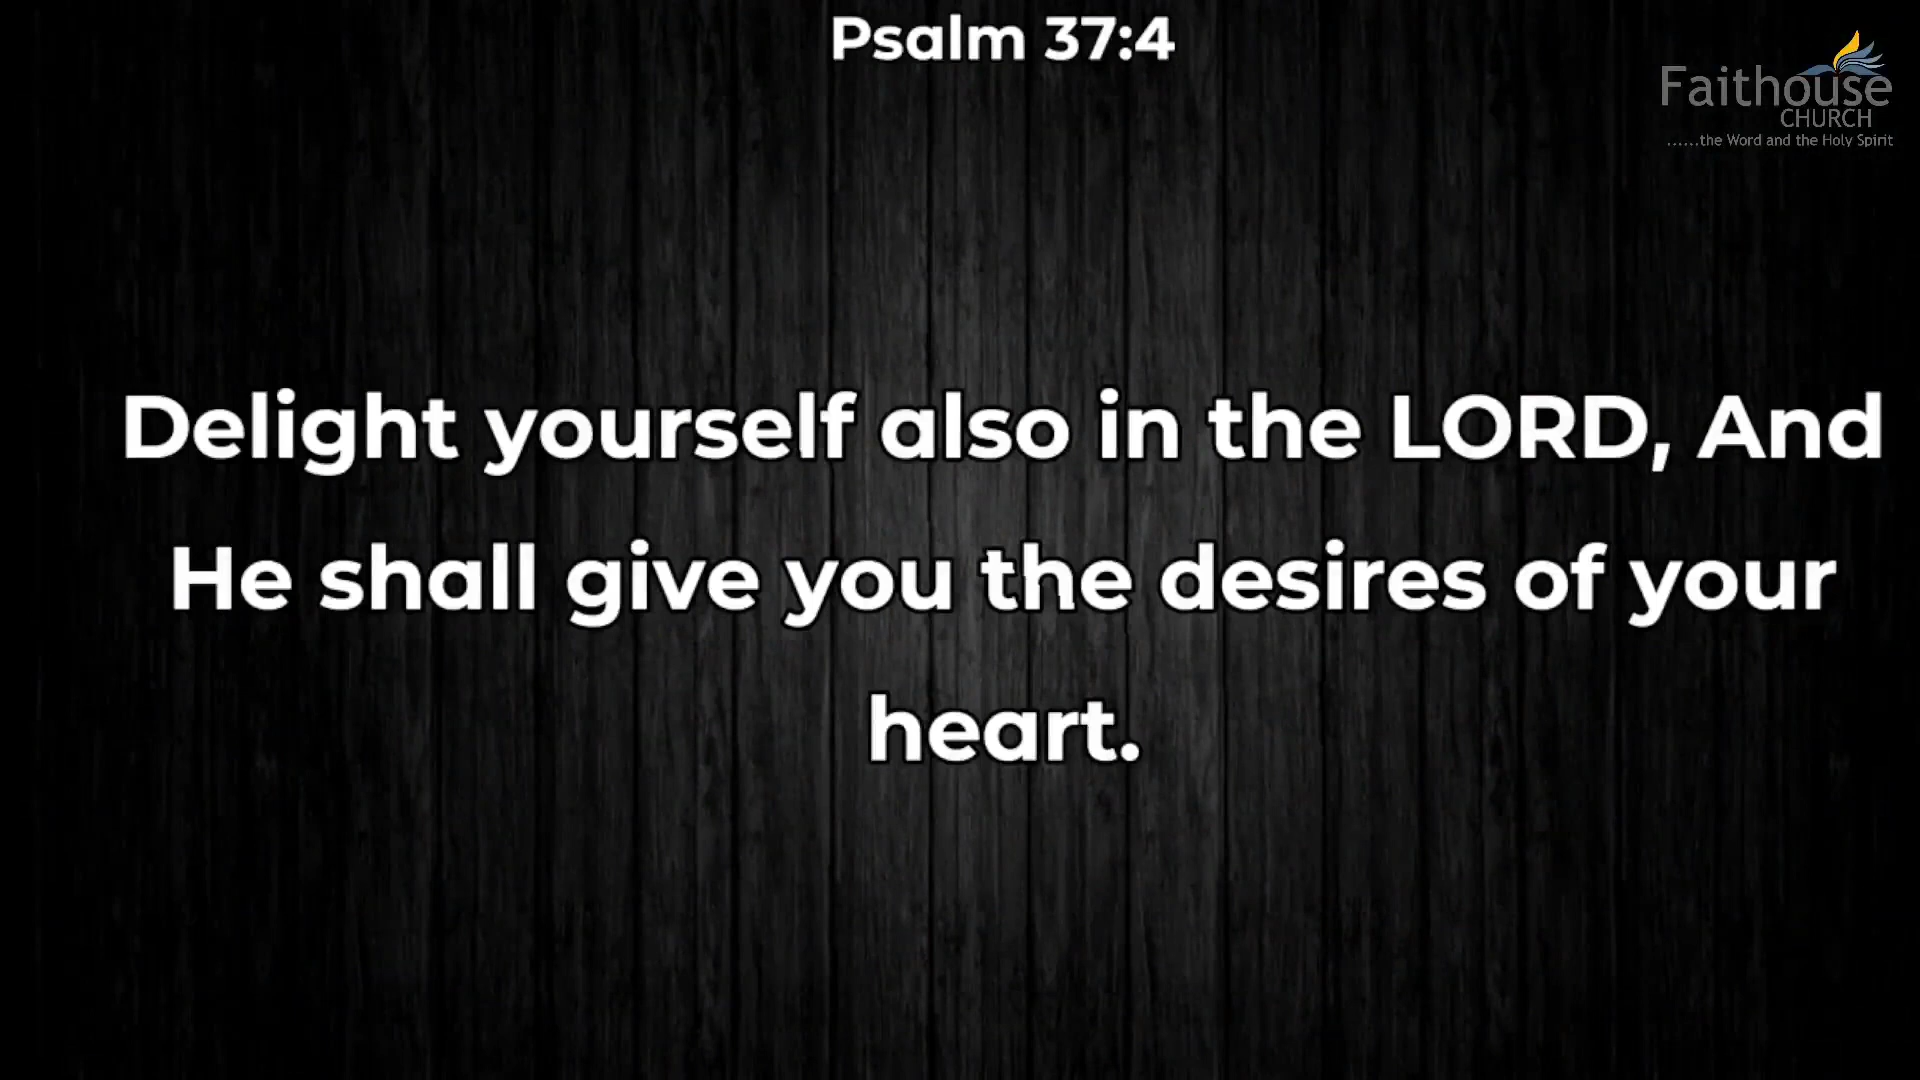 Psalm 37:4
Faithouse
CHURCH
......the Word and the Holy Spirit
Delight yourself also in the LORD, And
He shall give you the desires of your
heart.